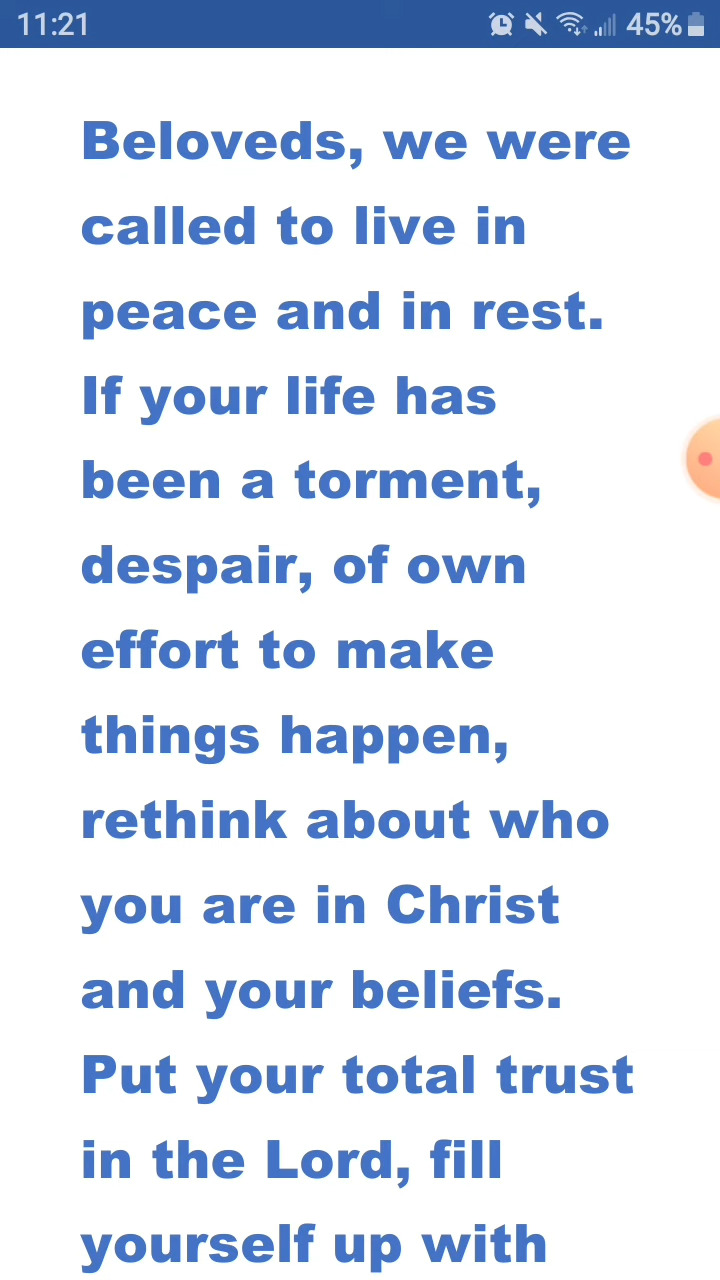 11:21 45%
Beloveds, we were
called to live in
peace and in rest.
If your life has
been a torment,
despair, of own
effort to make
things happen,
rethink about who
you are in Christ
and your beliefs.
Put your total trust
in the Lord, fill
yourself up with